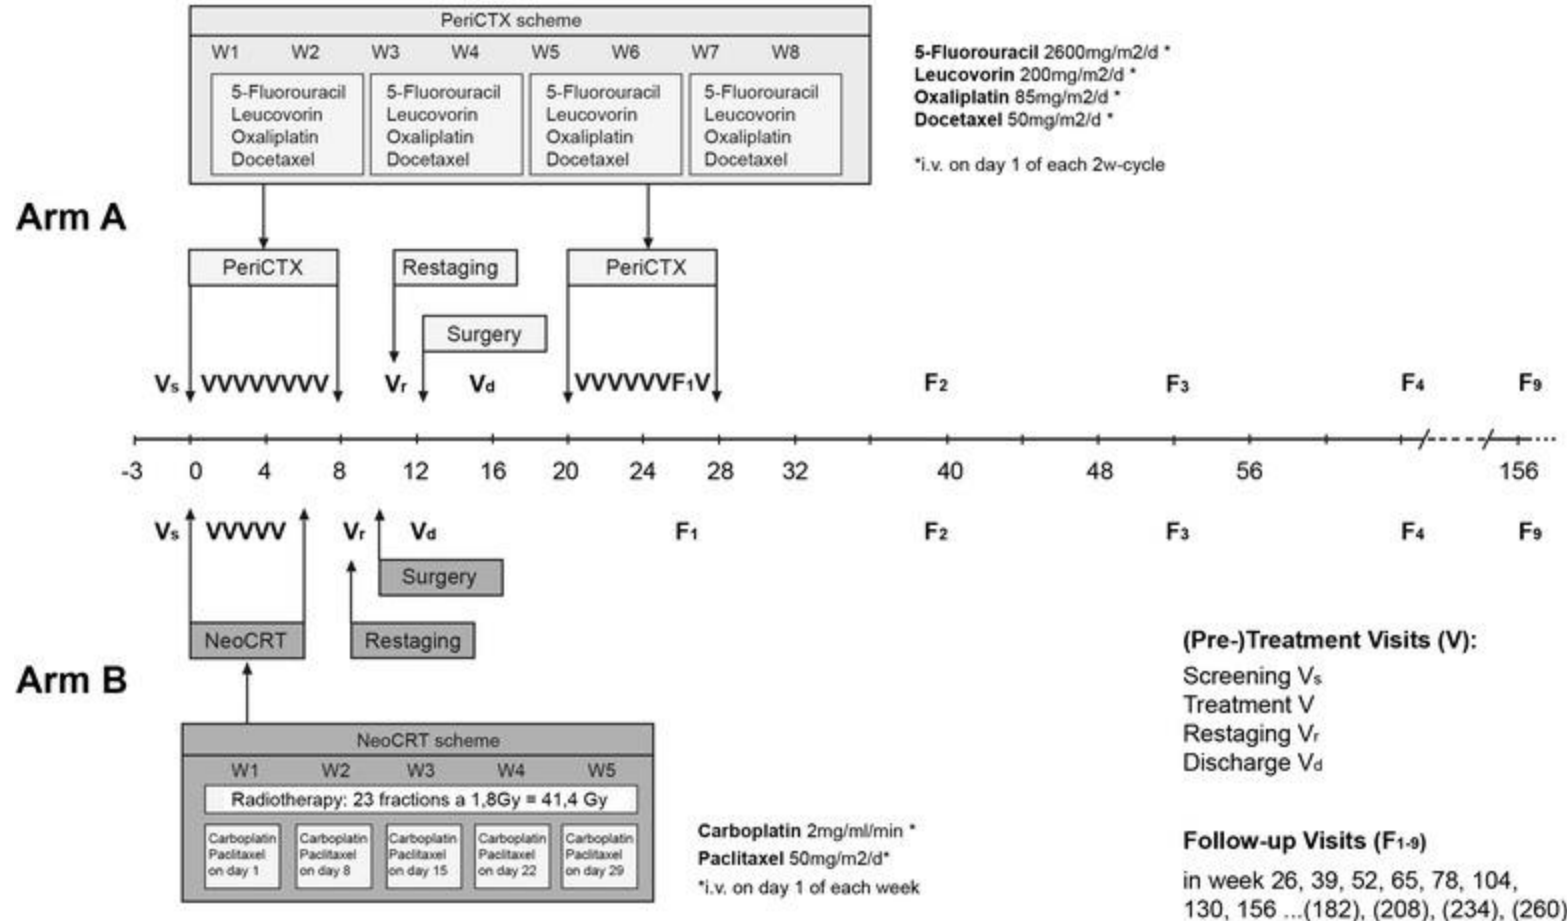 PeriCTX scheme
W1 W2 W3 W4 W5 W6 W7 W8
5-Fluorouracil 5-Fluorouracil 5-Fluorouracil 5-Fluorouracil
Leucovorin Leucovorin Leucovorin Leucovorin
Oxaliplatin Oxaliplatin Oxaliplatin Oxaliplatin
Docetaxel Docetaxel Docetaxel Docetaxel
5-Fluorouracil 2600mg/m2/d *
Leucovorin 200mg/m2/d *
Oxaliplatin 85mg/m2/d *
Docetaxel 50mg/m2/d *
*i.v. on day 1 of each 2w-cycle
Arm A
PeriCTX Restaging PeriCTX
Surgery
Vs VVVVVVVV Vr Vd VVVVVVF1V F2 F3 F4 F9
-3 0 4 8 12 16 20 24 28 32 40 48 56 156
Vs VVVVV Vr Vd F1 F2 F3 F4 F9
Surgery
NeoCRT Restaging
Arm B
NeoCRT scheme
W1 W2 W3 W4 W5
Radiotherapy: 23 fractions a 1,8Gy = 41,4 Gy
Carboplatin Carboplatin Carboplatin Carboplatin Carboplatin
Paclitaxel Paclitaxel Paclitaxel Paclitaxel Paclitaxel
on day 1 on day 8 on day 15 on day 22 on day 29
Carboplatin 2mg/ml/min *
Paclitaxel 50mg/m2/d*
*i.v. on day 1 of each week
(Pre-)Treatment Visits (V):
Screening Vs
Treatment V
Restaging Vr
Discharge Vd
Follow-up Visits (F1-9)
in week 26, 39, 52, 65, 78, 104,
130, 156 ...(182), (208), (234), (260)